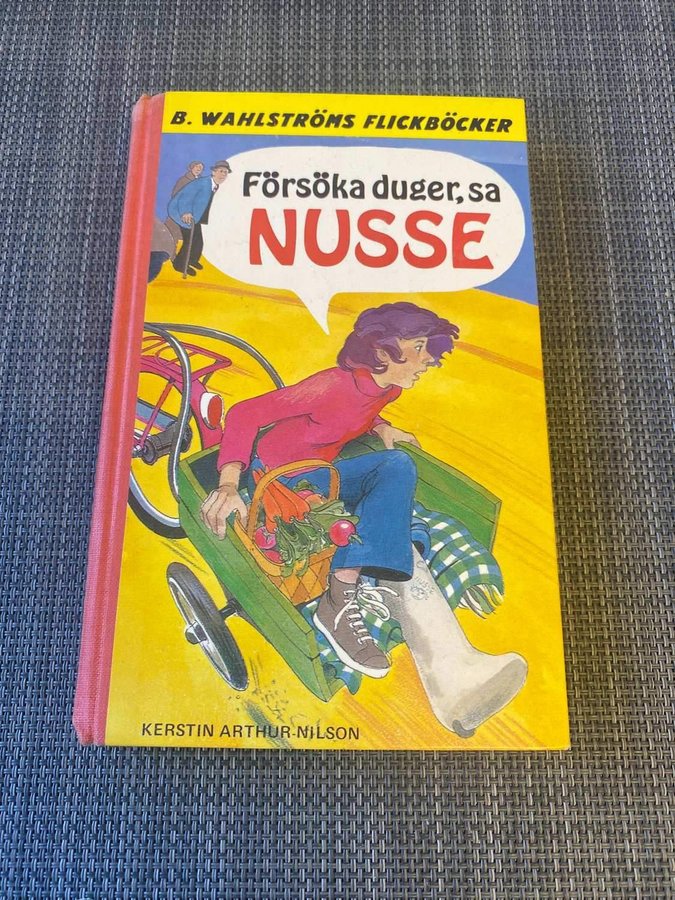 B. WAHLSTRÖMS FLICKBÖCKER
Försöka duger, sa
NUSSE
KERSTIN ARTHUR-NILSON